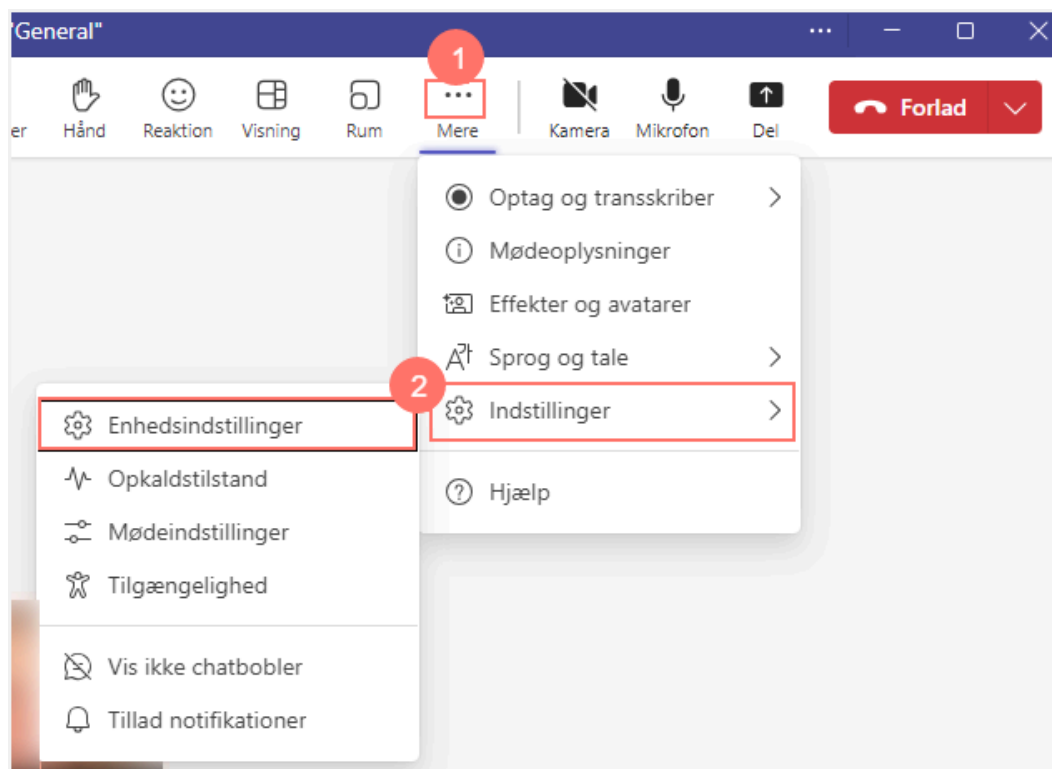 "General"
1
er Hånd Reaktion Visning Rum Mere Kamera Mikrofon Del Forlad
Optag og transskriber
Mødeoplysninger
Effekter og avatarer
Sprog og tale
2
Indstillinger
Hjælp
Enhedsindstillinger
Opkaldstilstand
Mødeindstillinger
Tilgængelighed
Vis ikke chatbobler
Tillad notifikationer